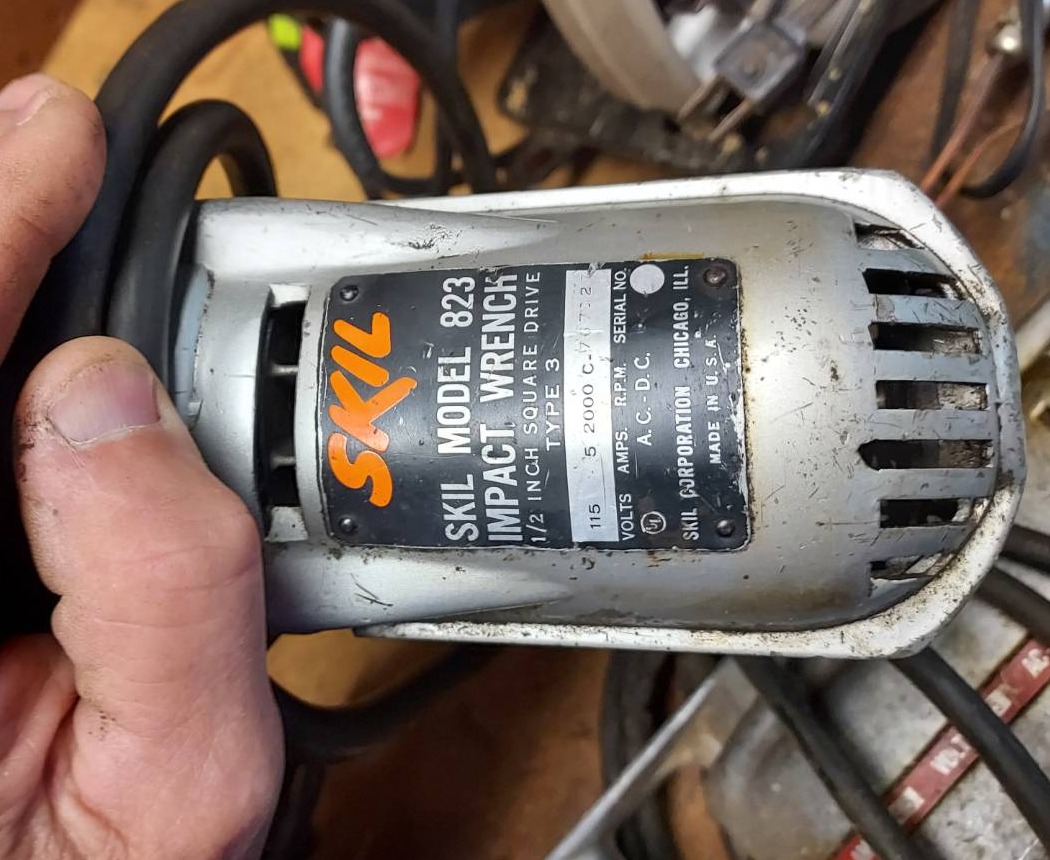 SKIL
SKIL MODEL 823
IMPACT WRENCH
1/2 INCH SQUARE DRIVE
TYPE 3
115 5 2000
VOLTS AMPS. R.P.M. SERIAL NO.
UL A.C.-D.C.
SKIL CORPORATION CHICAGO, ILL.
MADE IN U.S.A.